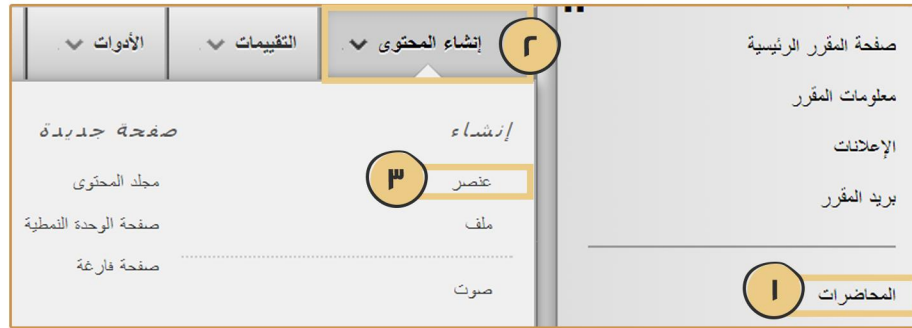 صفحة المقرر الرئيسية
معلومات المقرر
الإعلانات
بريد المقرر
المحاضرات ١
٢ إنشاء المحتوى
التقييمات
الأدوات
إنشاء
عنصر ٣
ملف
صوت
صفحة جديدة
مجلد المحتوى
صفحة الوحدة النمطية
صفحة فارغة